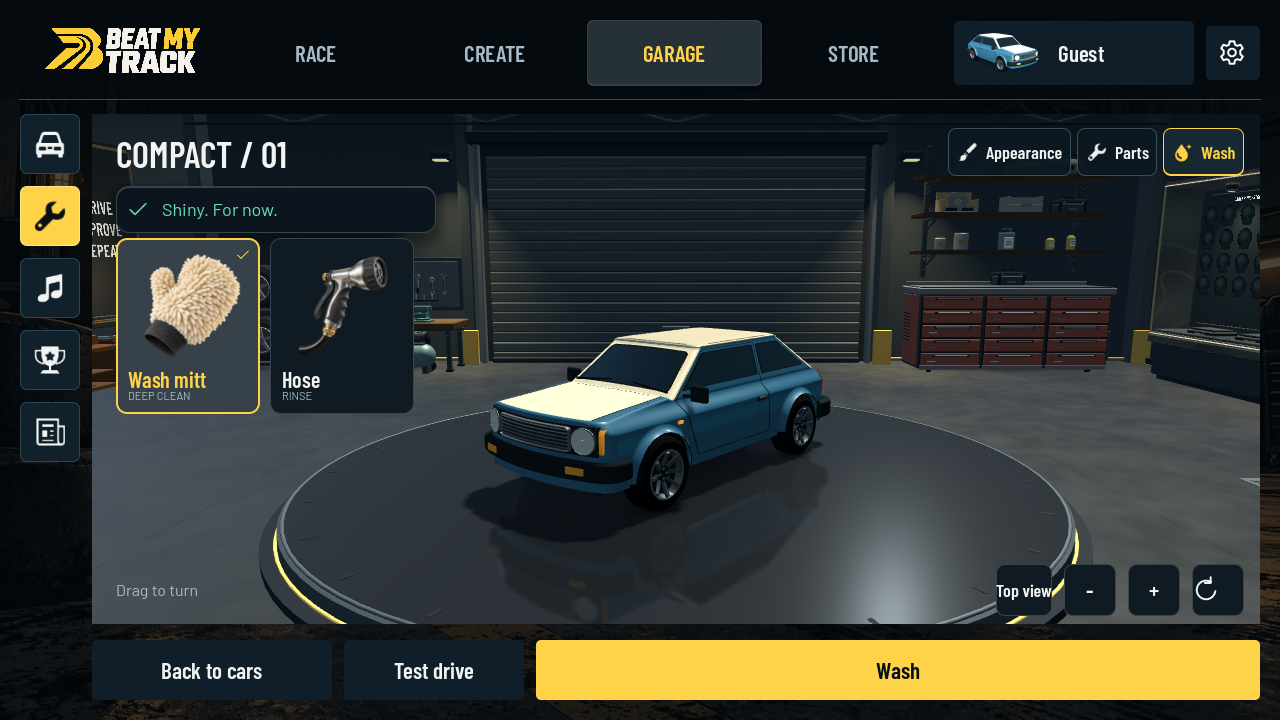 BEAT MY
TRACK
RACE
CREATE
GARAGE
STORE
Guest
COMPACT / 01
Appearance
Parts
Wash
Shiny. For now.
Wash mitt
DEEP CLEAN
Hose
RINSE
Drag to turn
Top view
-
+
Back to cars
Test drive
Wash